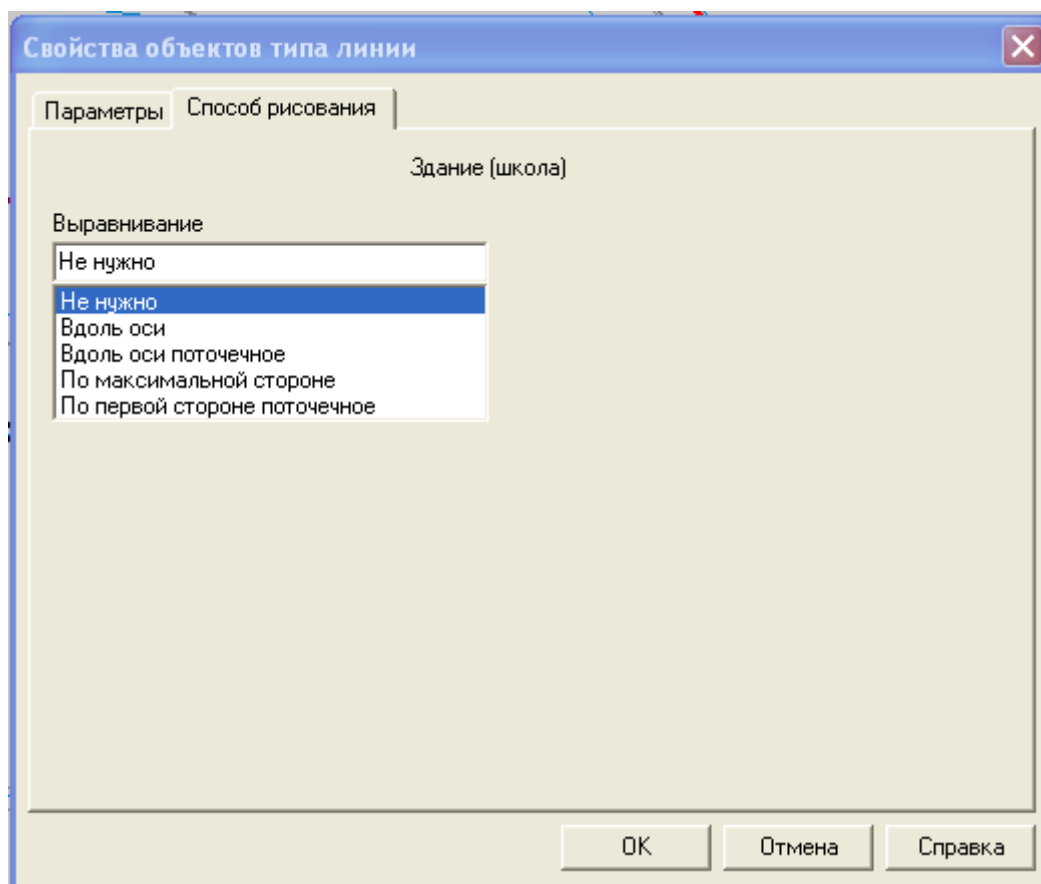 Свойства объектов типа линии
Параметры Способ рисования
Здание (школа)
Выравнивание
Не нужно
Не нужно
Вдоль оси
Вдоль оси поточечное
По максимальной стороне
По первой стороне поточечное
ОК Отмена Справка